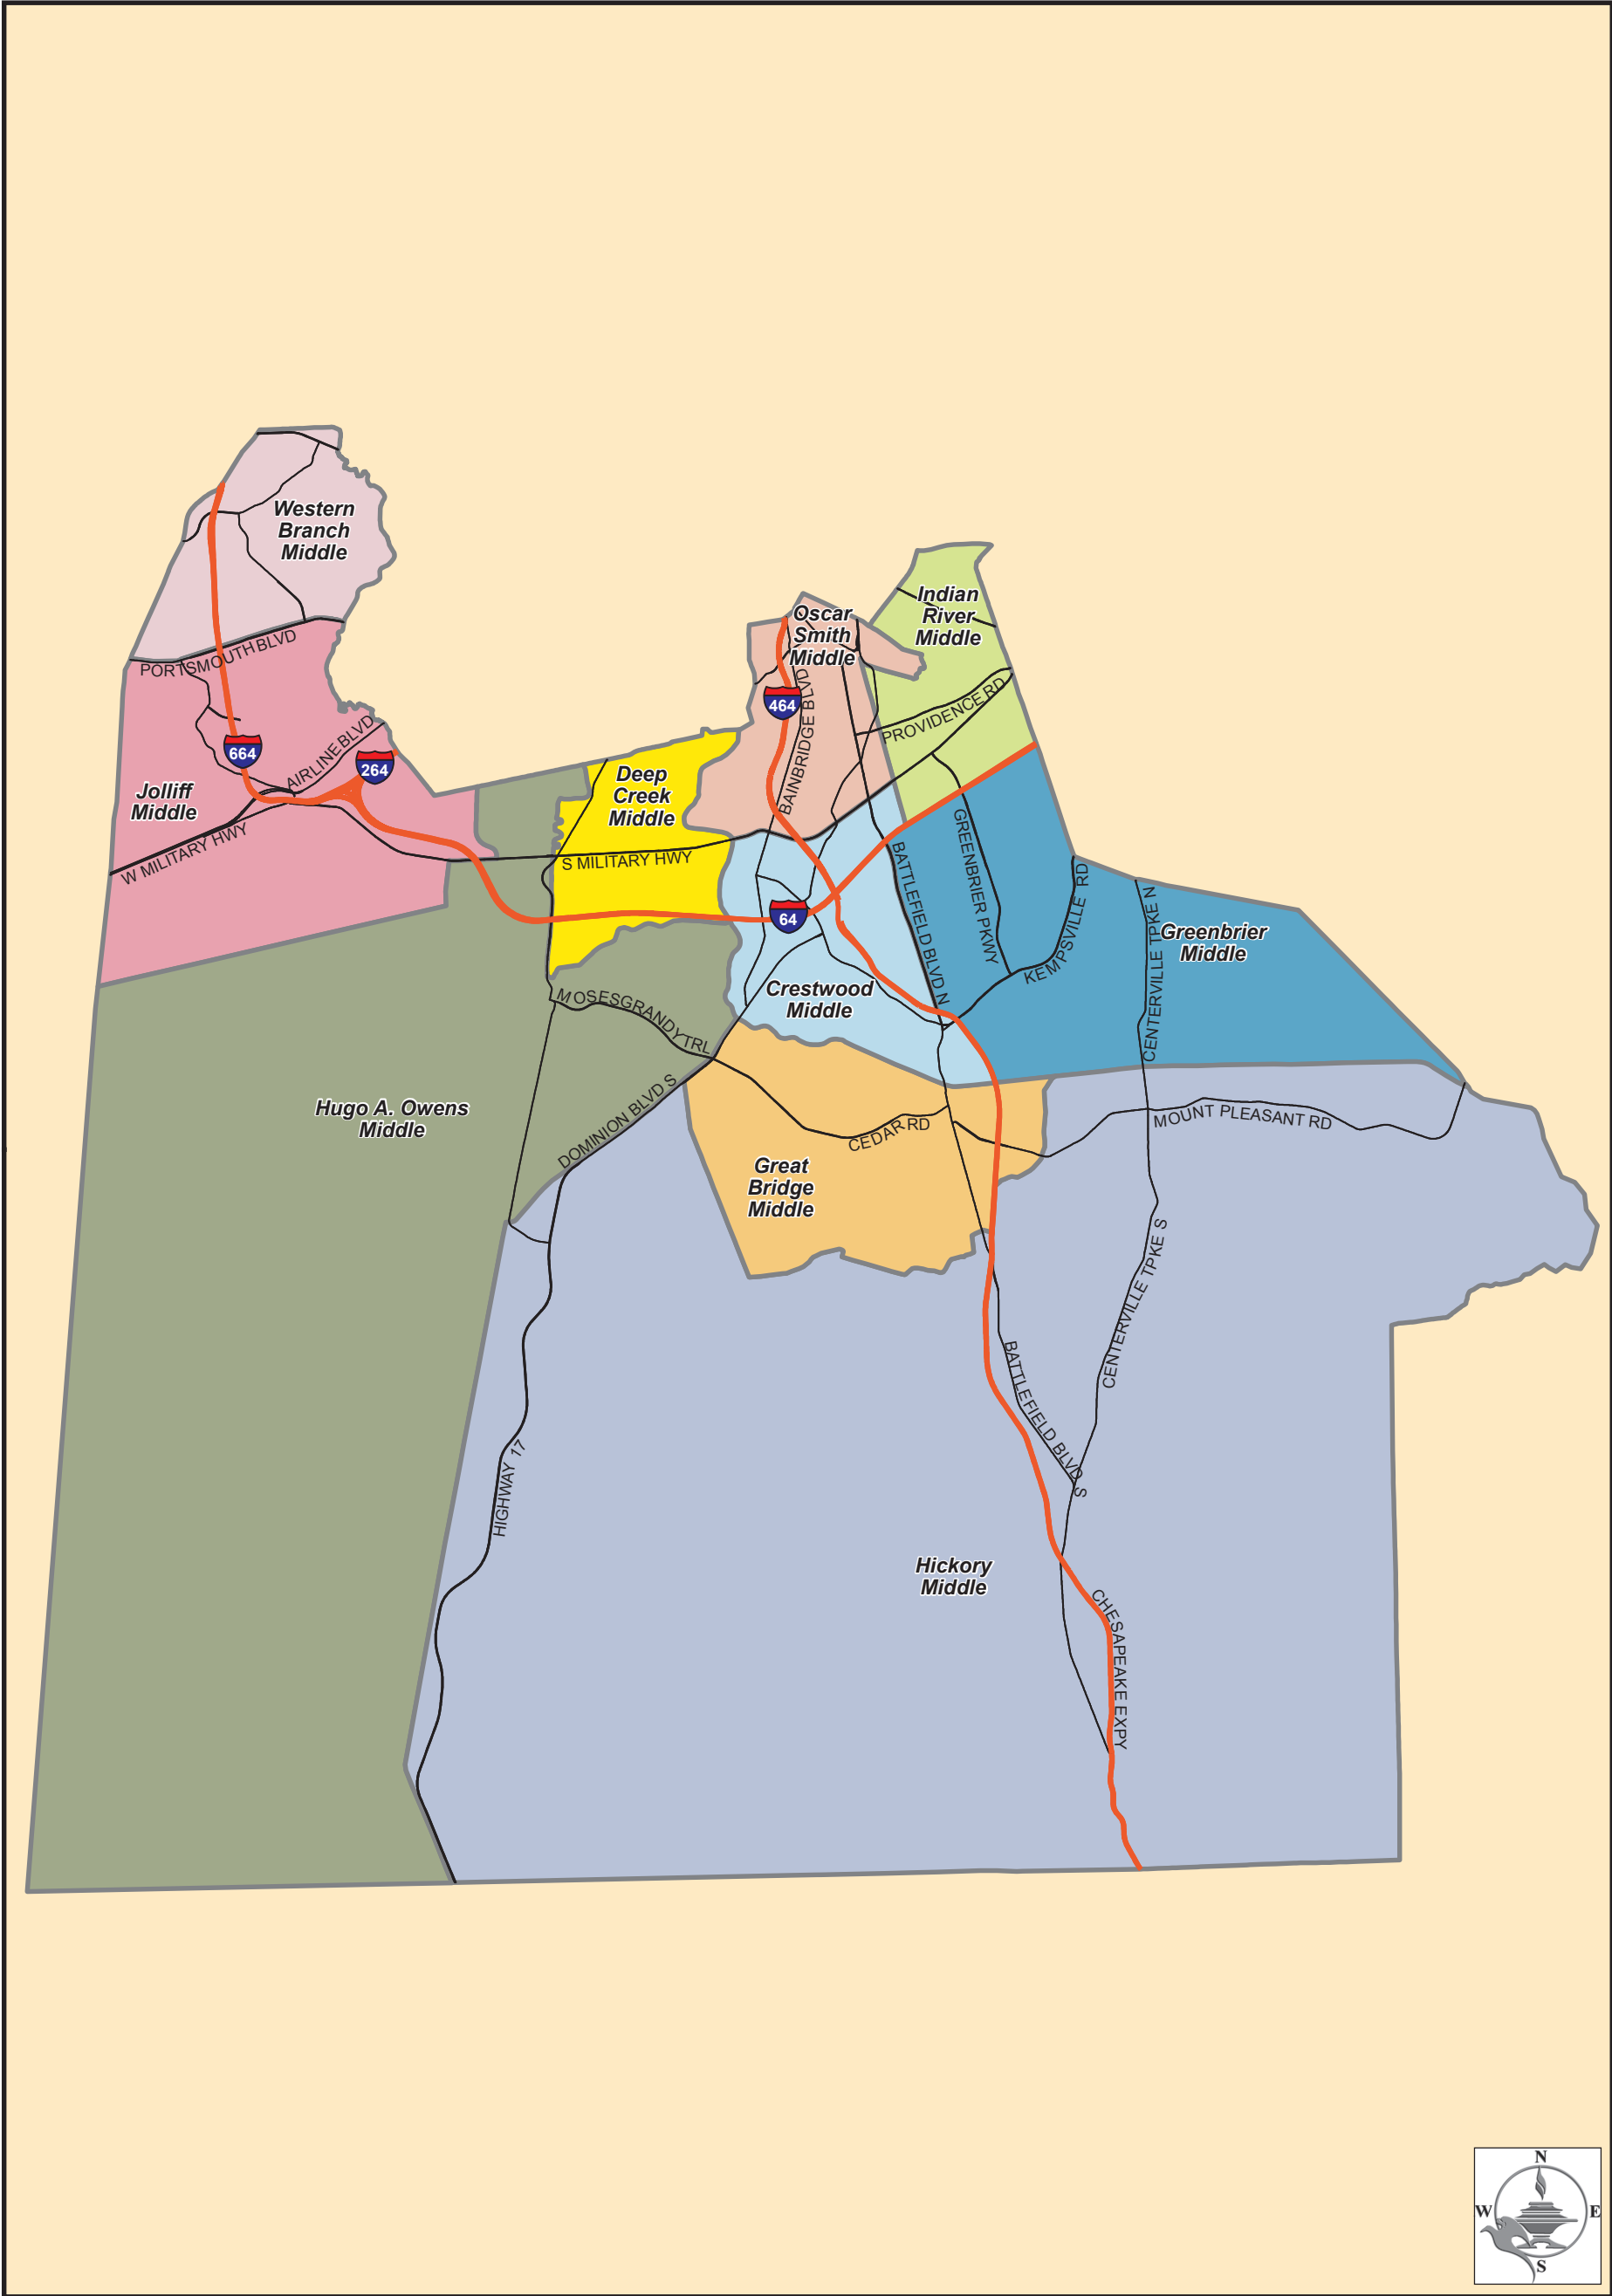 Western
Branch
Middle
PORTSMOUTH BLVD
664
AIRLINE BLVD
264
Jolliff
Middle
W MILITARY HWY
Oscar
Smith
Middle
Indian
River
Middle
464
BAINBRIDGE BLVD
PROVIDENCE RD
Deep
Creek
Middle
S MILITARY HWY
64
BATTLEFIELD BLVD N
GREENBRIER PKWY
KEMPSVILLE RD
CENTERVILLE TPKE N
Greenbrier
Middle
Crestwood
Middle
MOSES GRANDY TRL
Hugo A. Owens
Middle
DOMINION BLVD S
CEDAR RD
MOUNT PLEASANT RD
Great
Bridge
Middle
CENTERVILLE TPKE S
BATTLEFIELD BLVD S
HIGHWAY 17
Hickory
Middle
CHESAPEAKE EXPY
N
W E
S